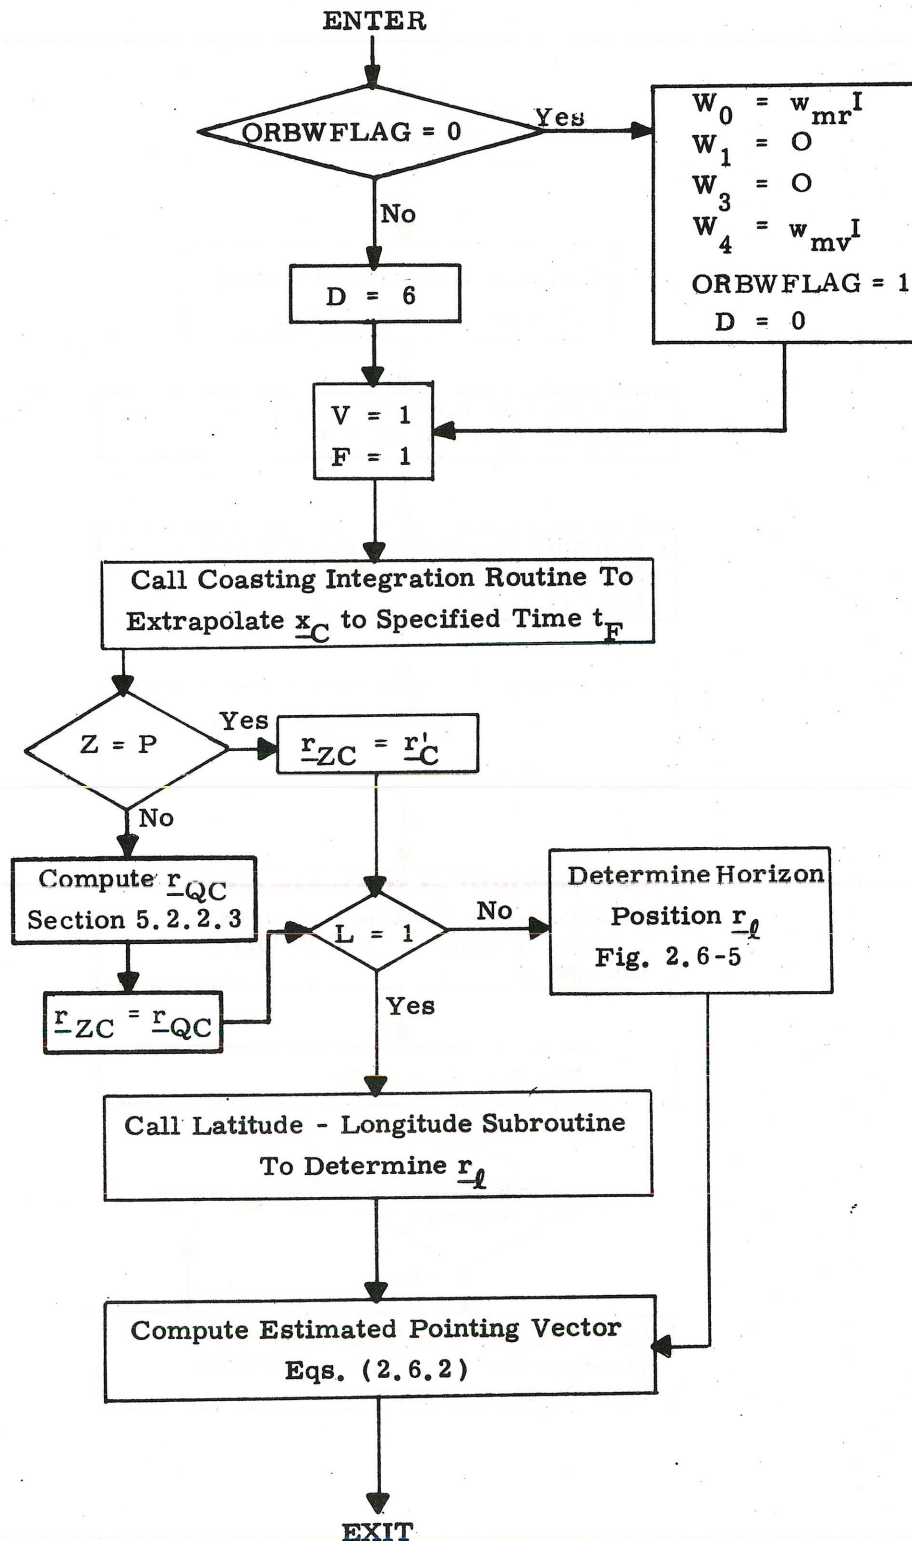 ENTER
ORBWFLAG = 0
Yes
W0 = wmrI
W1 = O
W3 = O
W4 = wmvI
ORBWFLAG = 1
D = 0
No
D = 6
V = 1
F = 1
Call Coasting Integration Routine To
Extrapolate xC to Specified Time tF
Z = P
Yes
rZC = r'C
No
Compute rQC
Section 5.2.2.3
rZC = rQC
L = 1
No
Determine Horizon
Position rℓ
Fig. 2.6-5
Yes
Call Latitude - Longitude Subroutine
To Determine rℓ
Compute Estimated Pointing Vector
Eqs. (2.6.2)
EXIT